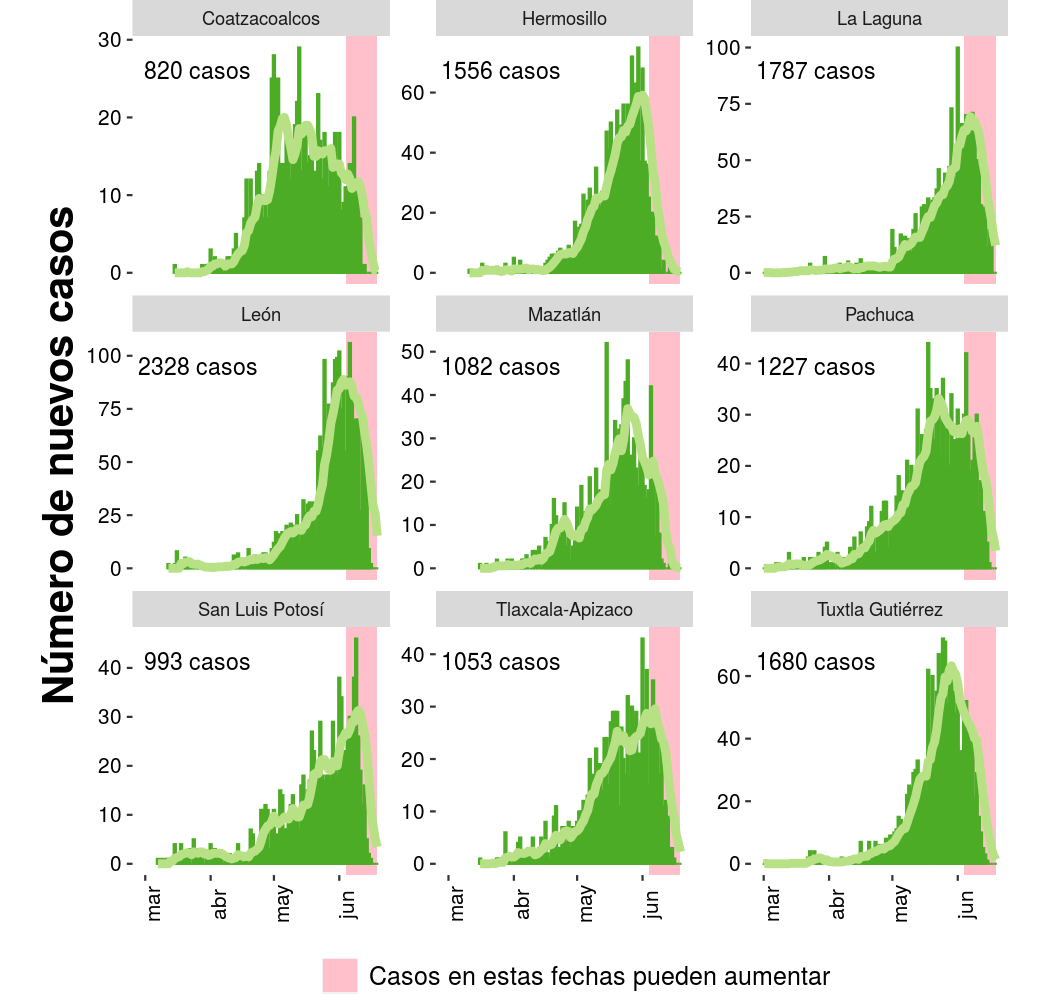 Número de nuevos casos
Coatzacoalcos
Hermosillo
La Laguna
30
20
10
0
820 casos
60
40
20
0
1556 casos
100
75
50
25
0
1787 casos
León
Mazatlán
Pachuca
100
75
50
25
0
2328 casos
50
40
30
20
10
0
1082 casos
40
30
20
10
0
1227 casos
San Luis Potosí
Tlaxcala-Apizaco
Tuxtla Gutiérrez
40
30
20
10
0
993 casos
40
30
20
10
0
1053 casos
60
40
20
0
1680 casos
mar
abr
may
jun
mar
abr
may
jun
mar
abr
may
jun
Casos en estas fechas pueden aumentar